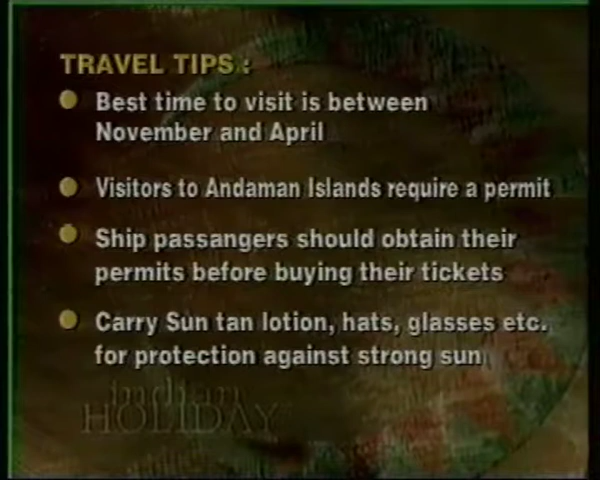 TRAVEL TIPS :
Best time to visit is between
November and April
Visitors to Andaman Islands require a permit
Ship passangers should obtain their
permits before buying their tickets
Carry Sun tan lotion, hats, glasses etc.
for protection against strong sun
indian
HOLIDAY